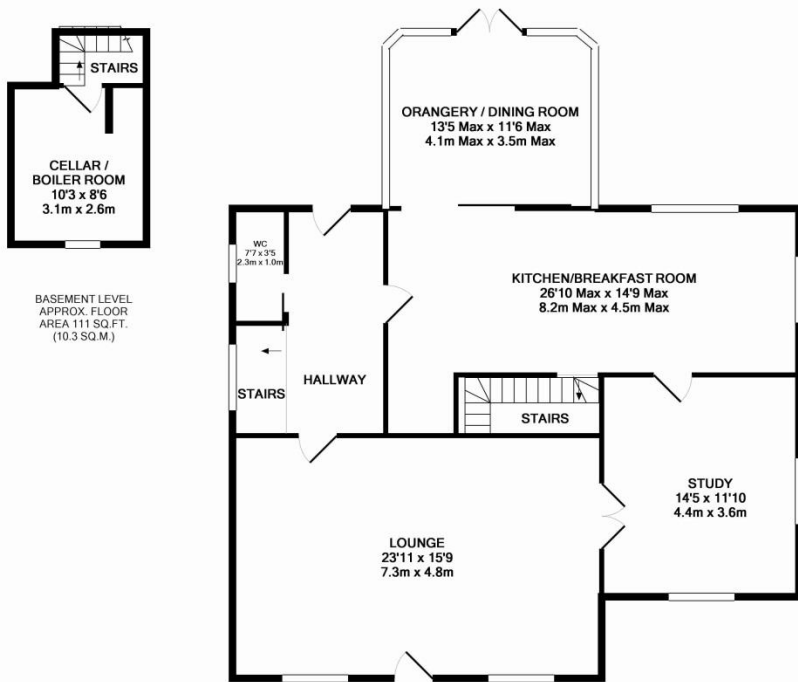 STAIRS
CELLAR /
BOILER ROOM
10'3 x 8'6
3.1m x 2.6m
BASEMENT LEVEL
APPROX. FLOOR
AREA 111 SQ.FT.
(10.3 SQ.M.)
ORANGERY / DINING ROOM
13'5 Max x 11'6 Max
4.1m Max x 3.5m Max
WC
7'7 x 3'5
2.3m x 1.0m
KITCHEN/BREAKFAST ROOM
26'10 Max x 14'9 Max
8.2m Max x 4.5m Max
HALLWAY
STAIRS
STAIRS
STUDY
14'5 x 11'10
4.4m x 3.6m
LOUNGE
23'11 x 15'9
7.3m x 4.8m